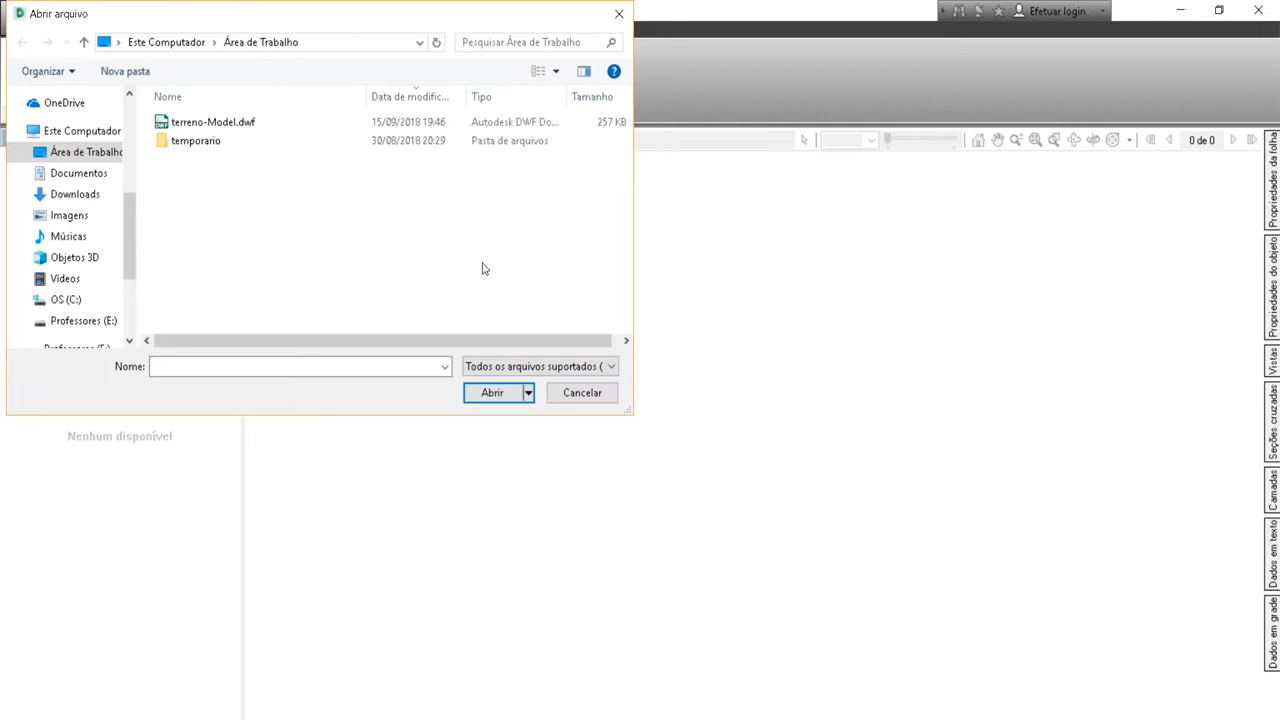 Abrir arquivo
Efetuar login
Este Computador
Área de Trabalho
Pesquisar Área de Trabalho
Organizar
Nova pasta
Nome
Data de modific...
Tipo
Tamanho
OneDrive
terreno-Model.dwf
15/09/2018 19:46
Autodesk DWF Do...
257 KB
Este Computador
temporario
30/08/2018 20:29
Pasta de arquivos
0 de 0
Área de Trabalho
Documentos
Downloads
Imagens
Músicas
Objetos 3D
Vídeos
OS (C:)
Professores (E:)
Nome:
Todos os arquivos suportados (
Abrir
Cancelar
Nenhum disponível
Propriedades da folha
Propriedades do objeto
Vistas
Seções cruzadas
Camadas
Dados em texto
Dados em grade